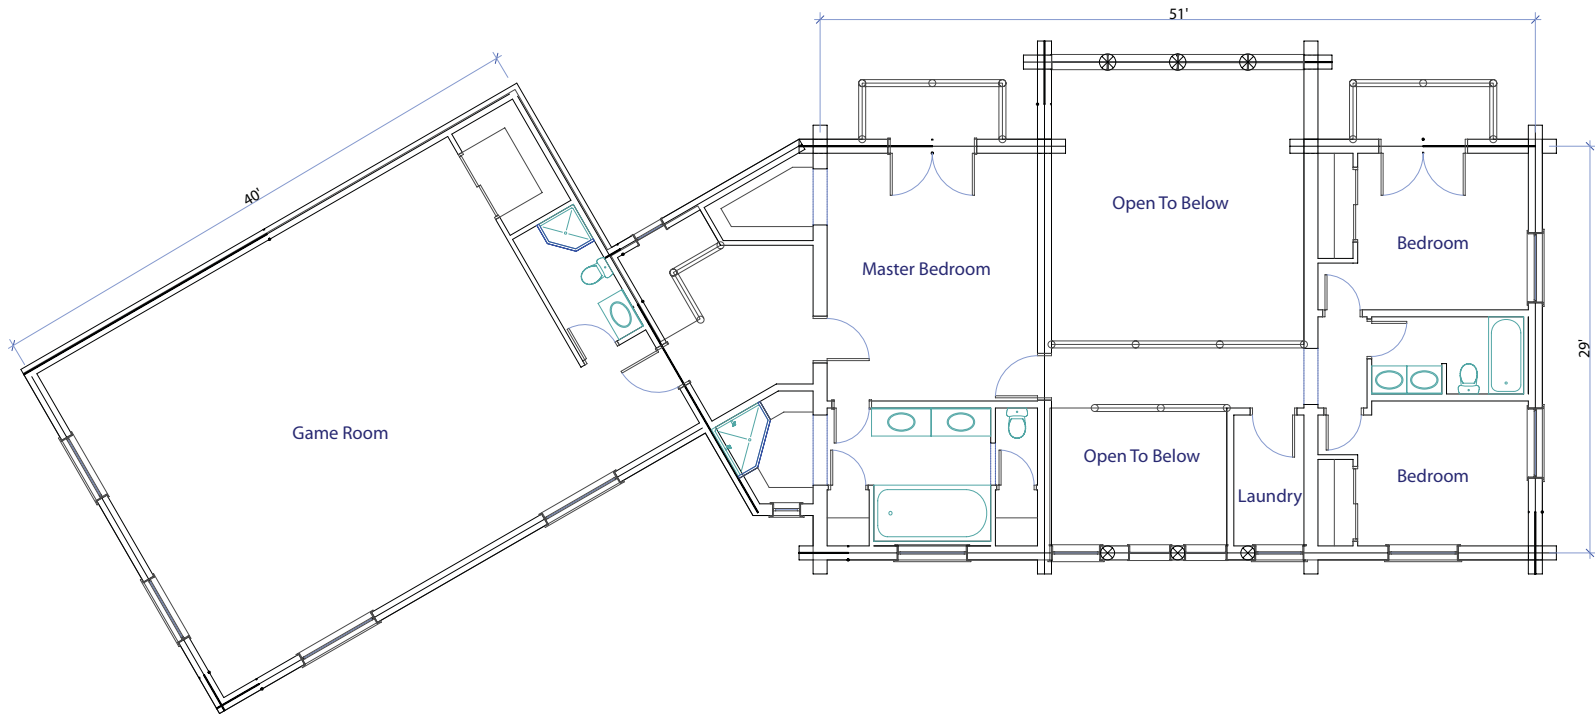 51'
40'
Open To Below
Bedroom
Master Bedroom
29'
Game Room
Open To Below
Bedroom
Laundry